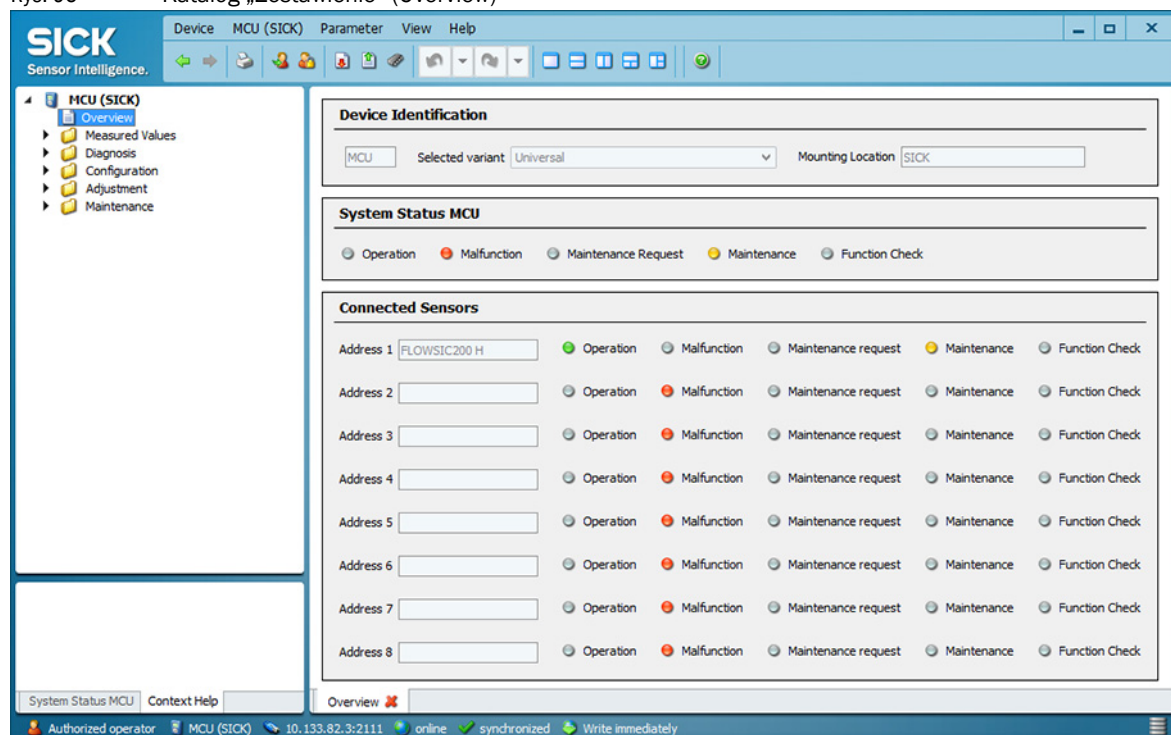 Katalog „Zestawienie" (Overview)
SICK
Sensor Intelligence.
Device MCU (SICK) Parameter View Help
MCU (SICK)
Overview
Measured Values
Diagnosis
Configuration
Adjustment
Maintenance
Device Identification
MCU Selected variant Universal Mounting Location SICK
System Status MCU
Operation Malfunction Maintenance Request Maintenance Function Check
Connected Sensors
Address 1 FLOWSIC200 H Operation Malfunction Maintenance request Maintenance Function Check
Address 2 Operation Malfunction Maintenance request Maintenance Function Check
Address 3 Operation Malfunction Maintenance request Maintenance Function Check
Address 4 Operation Malfunction Maintenance request Maintenance Function Check
Address 5 Operation Malfunction Maintenance request Maintenance Function Check
Address 6 Operation Malfunction Maintenance request Maintenance Function Check
Address 7 Operation Malfunction Maintenance request Maintenance Function Check
Address 8 Operation Malfunction Maintenance request Maintenance Function Check
System Status MCU Context Help
Overview
Authorized operator MCU (SICK) 10.133.82.3:2111 online synchronized Write immediately